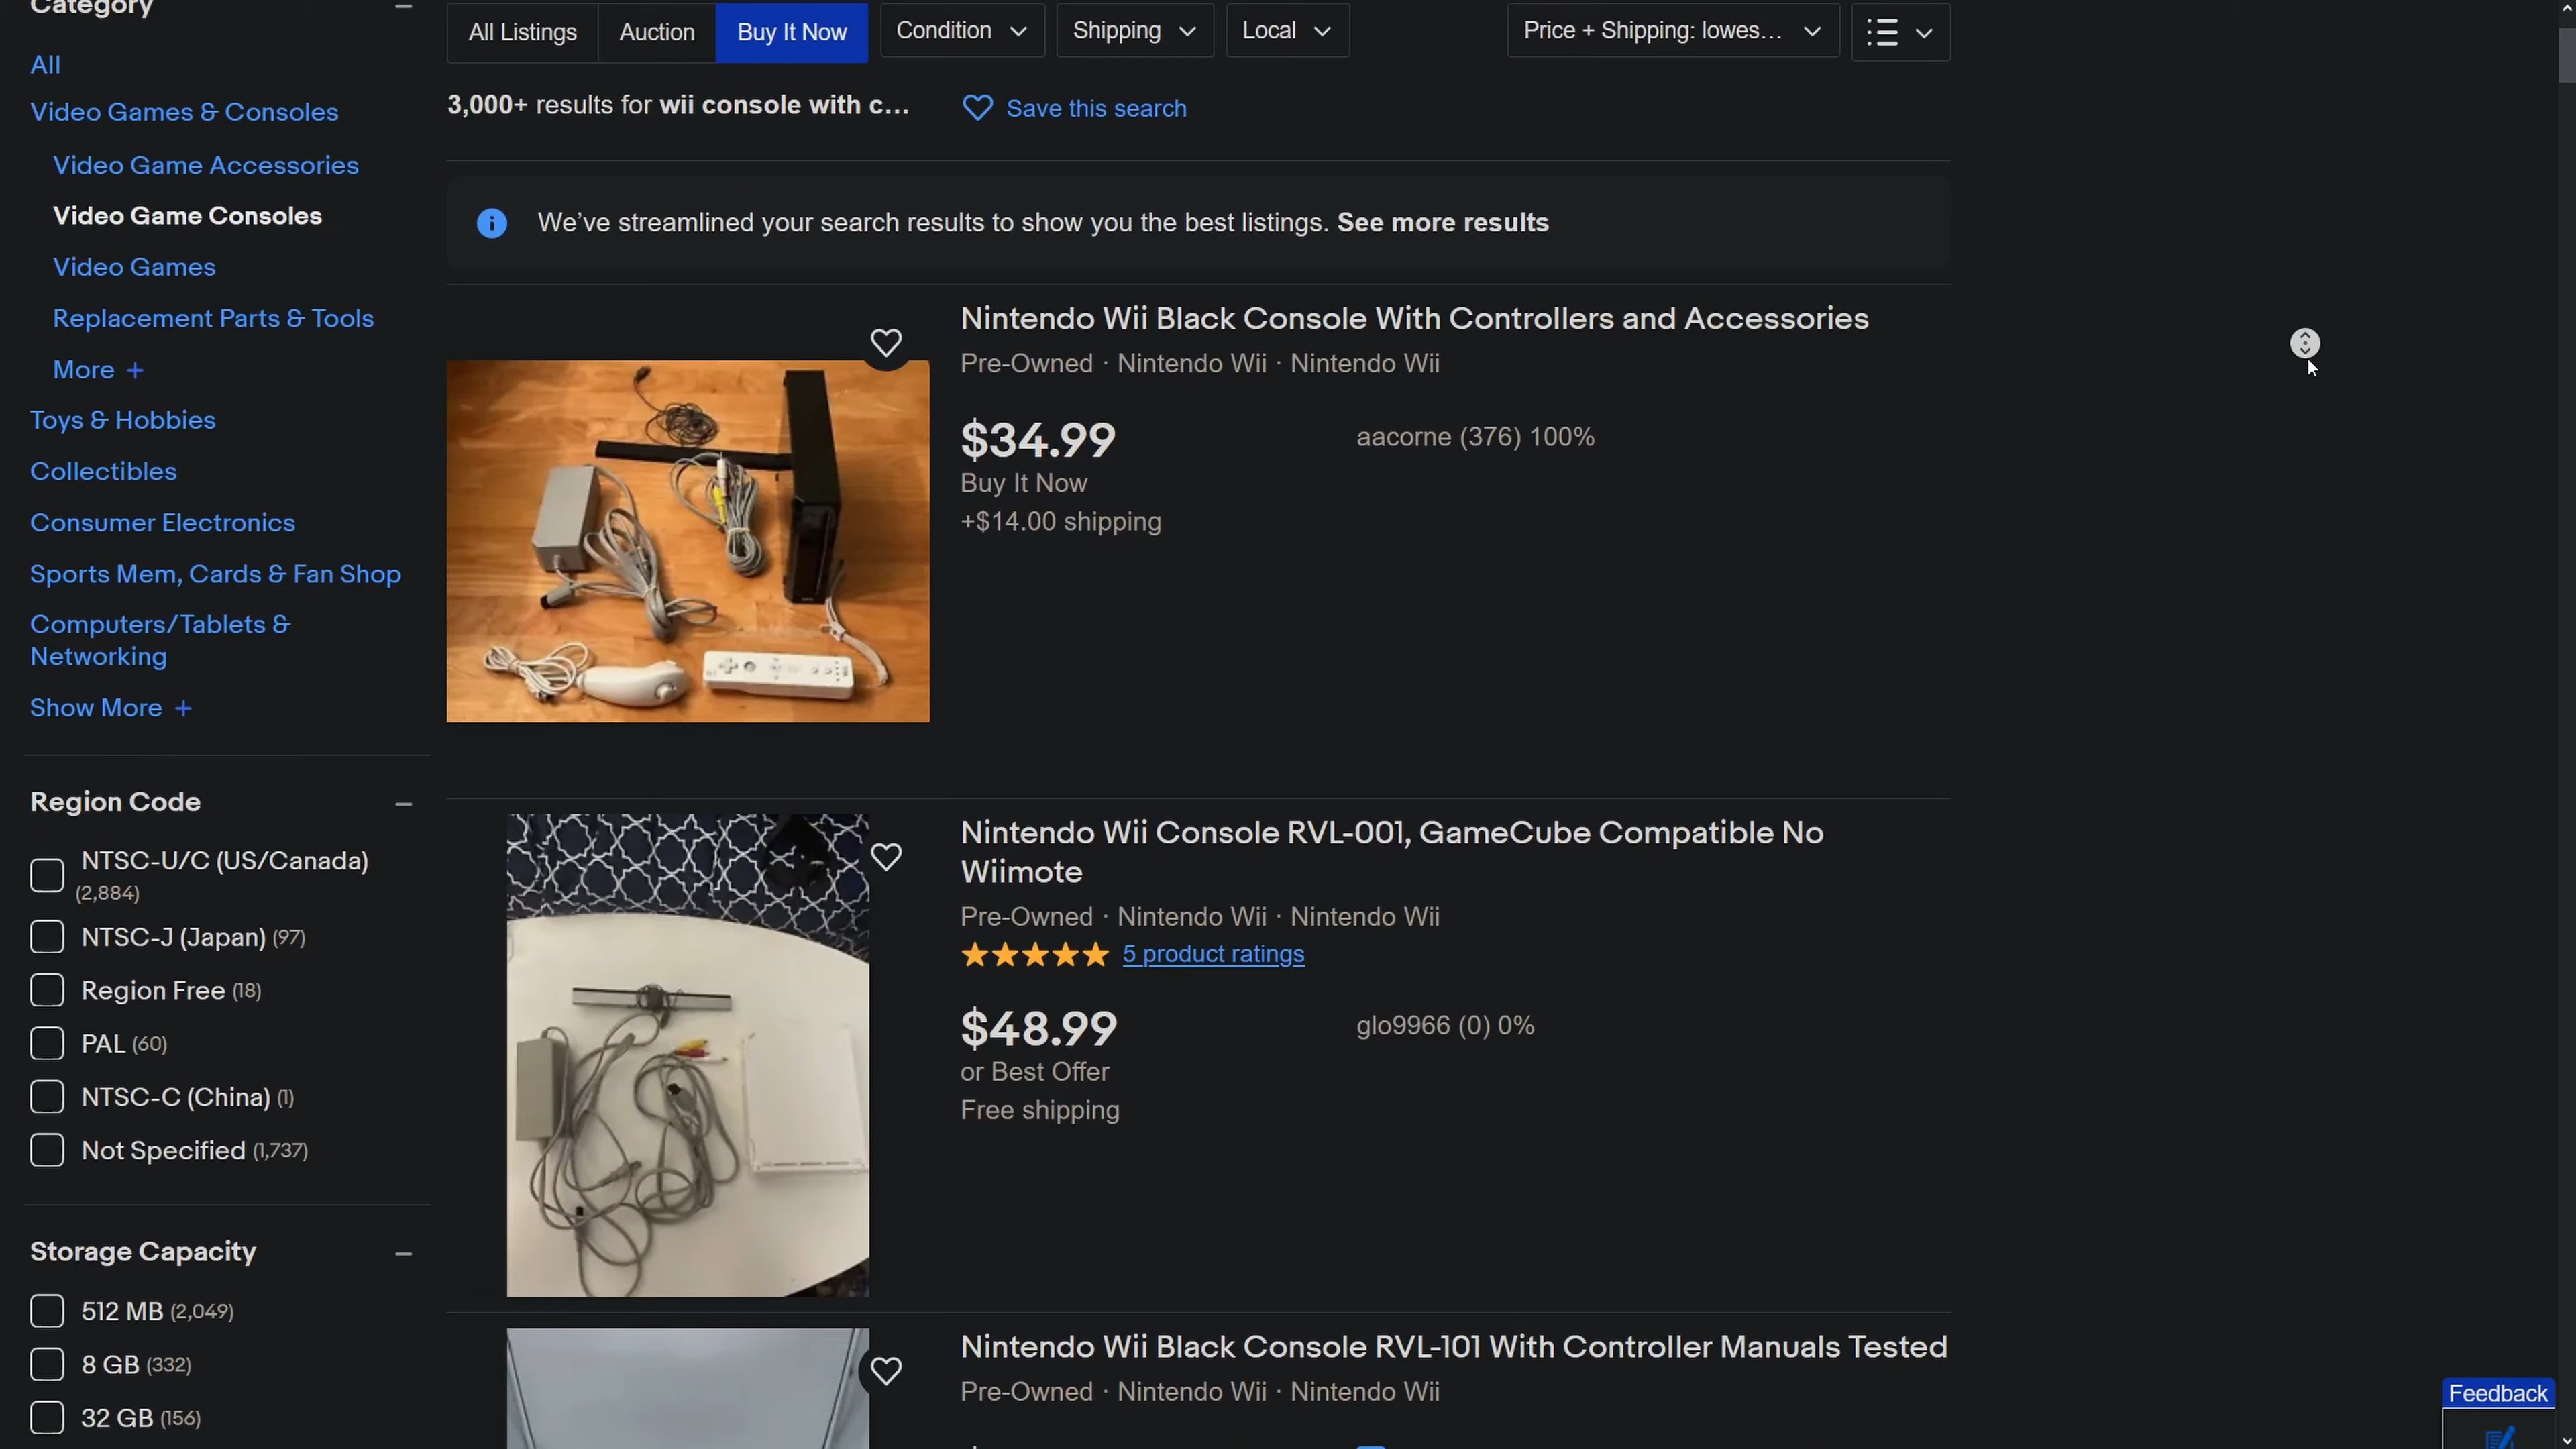 Category
All
Video Games & Consoles
Video Game Accessories
Video Game Consoles
Video Games
Replacement Parts & Tools
More +
Toys & Hobbies
Collectibles
Consumer Electronics
Sports Mem, Cards & Fan Shop
Computers/Tablets &
Networking
Show More +
Region Code
NTSC-U/C (US/Canada)
(2,884)
NTSC-J (Japan) (97)
Region Free (18)
PAL (60)
NTSC-C (China) (1)
Not Specified (1,737)
Storage Capacity
512 MB (2,049)
8 GB (332)
32 GB (156)
All Listings Auction Buy It Now Condition Shipping Local Price + Shipping: lowes...
3,000+ results for wii console with c... Save this search
We've streamlined your search results to show you the best listings. See more results
Nintendo Wii Black Console With Controllers and Accessories
Pre-Owned · Nintendo Wii · Nintendo Wii
$34.99 aacorne (376) 100%
Buy It Now
+$14.00 shipping
Nintendo Wii Console RVL-001, GameCube Compatible No
Wiimote
Pre-Owned · Nintendo Wii · Nintendo Wii
5 product ratings
$48.99 glo9966 (0) 0%
or Best Offer
Free shipping
Nintendo Wii Black Console RVL-101 With Controller Manuals Tested
Pre-Owned · Nintendo Wii · Nintendo Wii
Feedback